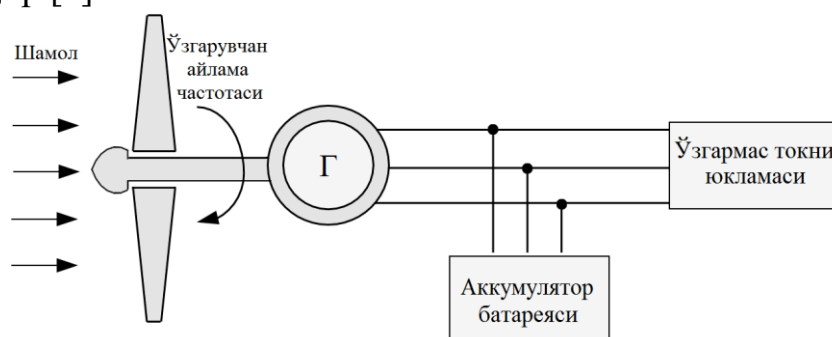 Шамол
Ўзгарувчан
айлама
частотаси
Г
Ўзгармас токни
юкламаси
Аккумулятор
батареяси